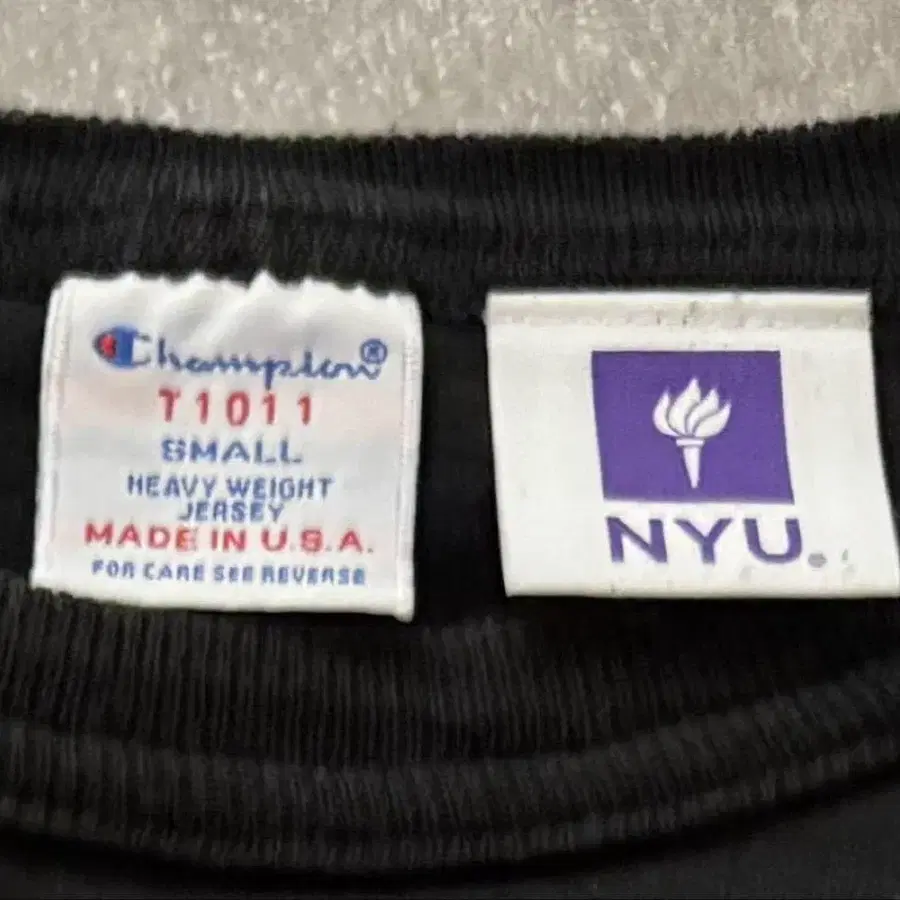 Champion®
T1011
SMALL
HEAVY WEIGHT
JERSEY
MADE IN U.S.A.
FOR CARE SEE REVERSE
NYU